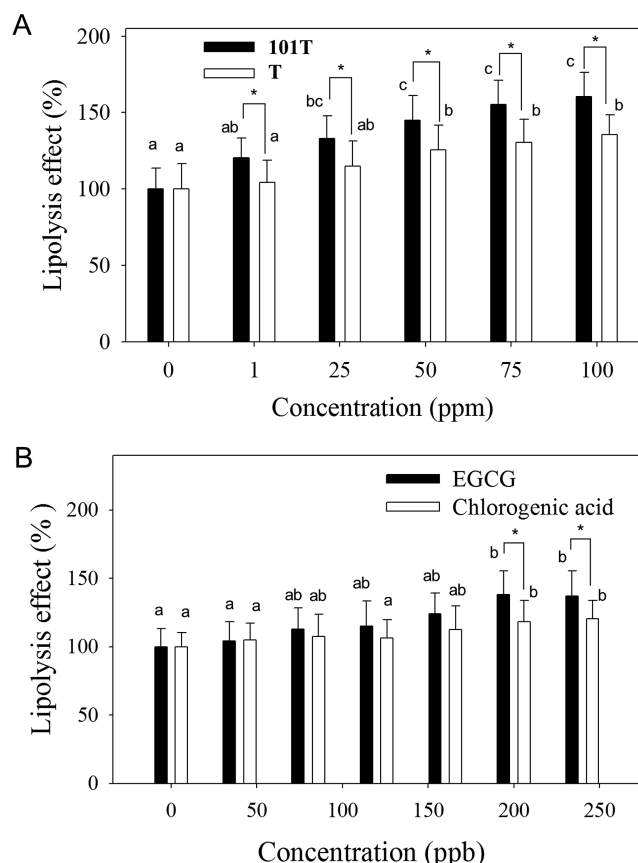 A
Lipolysis effect (%)
200
150
100
50
0
101T
T
a
a
ab
*
a
bc
*
ab
c
*
b
c
*
b
c
*
b
0 1 25 50 75 100
Concentration (ppm)
B
Lipolysis effect (% )
200
150
100
50
0
EGCG
Chlorogenic acid
a
a
a
a
ab
ab
ab
a
ab
ab
b
*
b
b
*
b
0 50 100 150 200 250
Concentration (ppb)